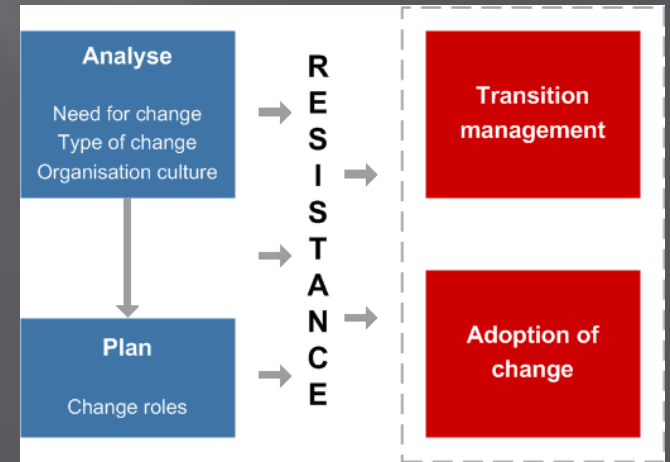 Analyse
Need for change
Type of change
Organisation culture
Plan
Change roles
R
E
S
I
S
T
A
N
C
E
Transition
management
Adoption of
change